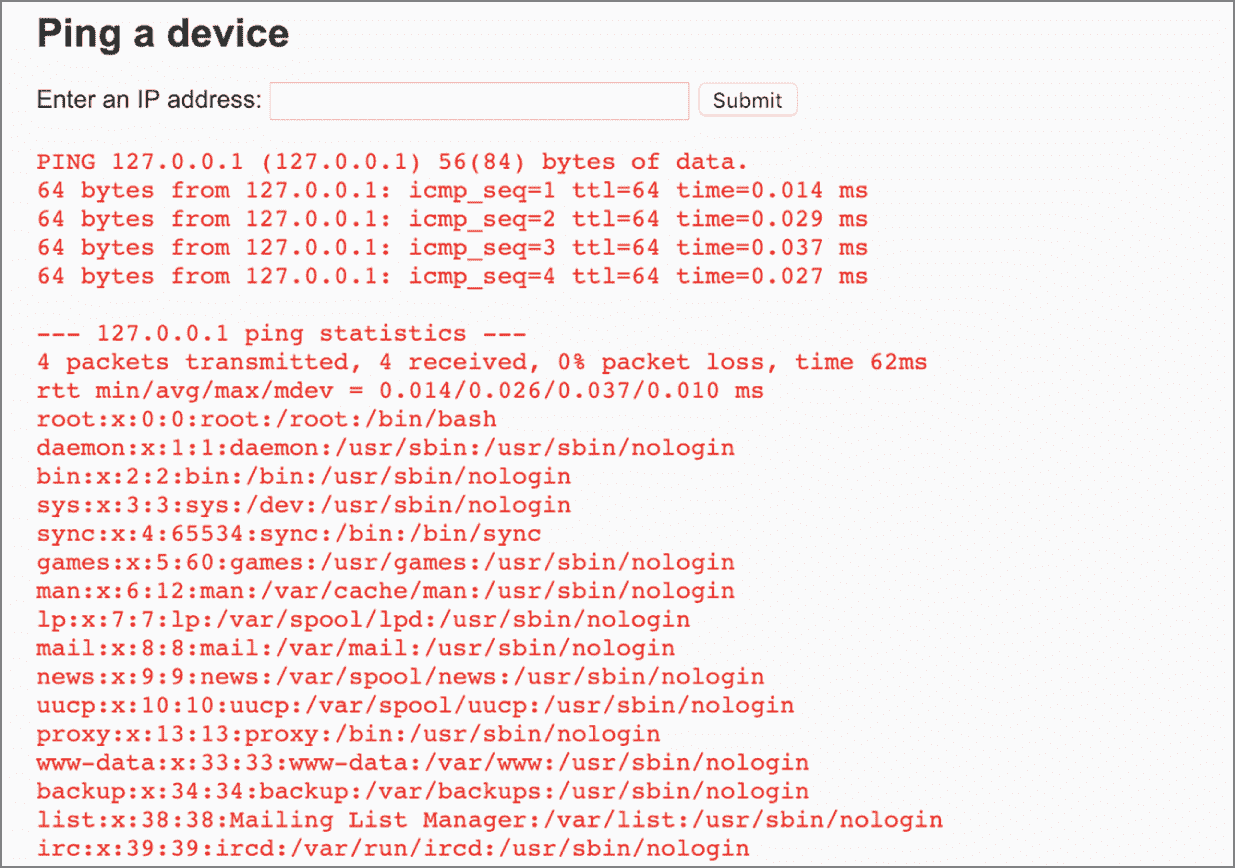 Ping a device
Enter an IP address: Submit
PING 127.0.0.1 (127.0.0.1) 56(84) bytes of data.
64 bytes from 127.0.0.1: icmp_seq=1 ttl=64 time=0.014 ms
64 bytes from 127.0.0.1: icmp_seq=2 ttl=64 time=0.029 ms
64 bytes from 127.0.0.1: icmp_seq=3 ttl=64 time=0.037 ms
64 bytes from 127.0.0.1: icmp_seq=4 ttl=64 time=0.027 ms
--- 127.0.0.1 ping statistics ---
4 packets transmitted, 4 received, 0% packet loss, time 62ms
rtt min/avg/max/mdev = 0.014/0.026/0.037/0.010 ms
root:x:0:0:root:/root:/bin/bash
daemon:x:1:1:daemon:/usr/sbin:/usr/sbin/nologin
bin:x:2:2:bin:/bin:/usr/sbin/nologin
sys:x:3:3:sys:/dev:/usr/sbin/nologin
sync:x:4:65534:sync:/bin:/bin/sync
games:x:5:60:games:/usr/games:/usr/sbin/nologin
man:x:6:12:man:/var/cache/man:/usr/sbin/nologin
lp:x:7:7:lp:/var/spool/lpd:/usr/sbin/nologin
mail:x:8:8:mail:/var/mail:/usr/sbin/nologin
news:x:9:9:news:/var/spool/news:/usr/sbin/nologin
uucp:x:10:10:uucp:/var/spool/uucp:/usr/sbin/nologin
proxy:x:13:13:proxy:/bin:/usr/sbin/nologin
www-data:x:33:33:www-data:/var/www:/usr/sbin/nologin
backup:x:34:34:backup:/var/backups:/usr/sbin/nologin
list:x:38:38:Mailing List Manager:/var/list:/usr/sbin/nologin
irc:x:39:39:ircd:/var/run/ircd:/usr/sbin/nologin